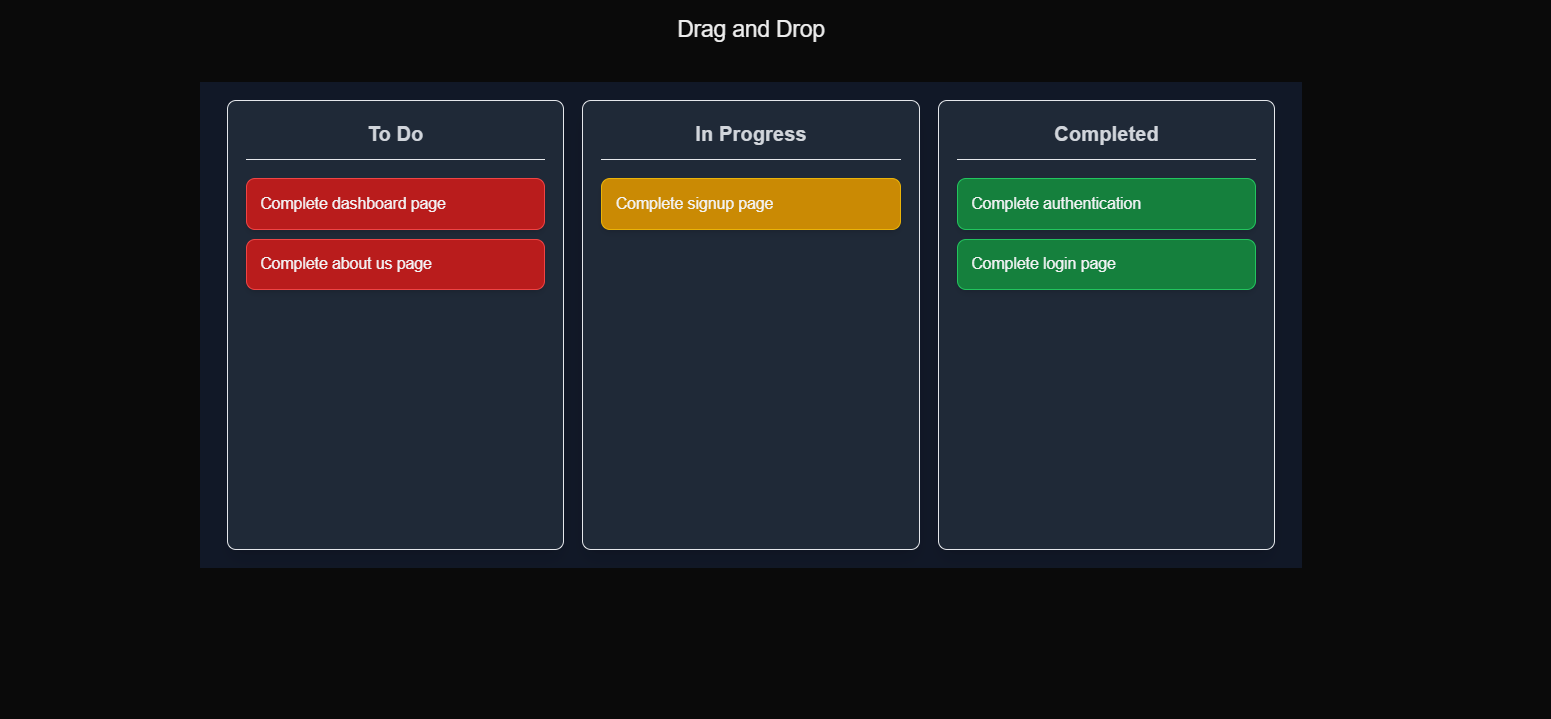 Drag and Drop
To Do
Complete dashboard page
Complete about us page
In Progress
Complete signup page
Completed
Complete authentication
Complete login page